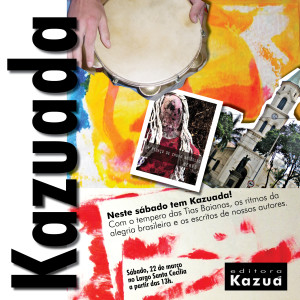 Kazuada
Neste sábado tem Kazuada!
Com o tempero das Tias Baianas, os ritmos da
alegria brasileira e os escritos de nossos autores.
Sábado, 22 de março
no Largo Santa Cecília
a partir das 13h.
editora
Kazuá